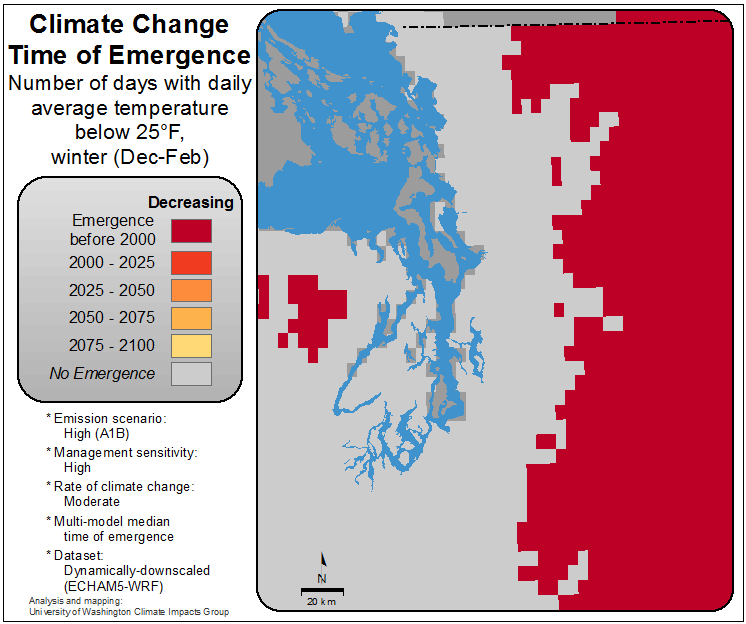 Climate Change
Time of Emergence
Number of days with daily
average temperature
below 25°F,
winter (Dec-Feb)
Decreasing
Emergence
before 2000
2000 - 2025
2025 - 2050
2050 - 2075
2075 - 2100
No Emergence
* Emission scenario:
High (A1B)
* Management sensitivity:
High
* Rate of climate change:
Moderate
* Multi-model median
time of emergence
* Dataset:
Dynamically-downscaled
(ECHAM5-WRF)
Analysis and mapping:
University of Washington Climate Impacts Group
N
20 km